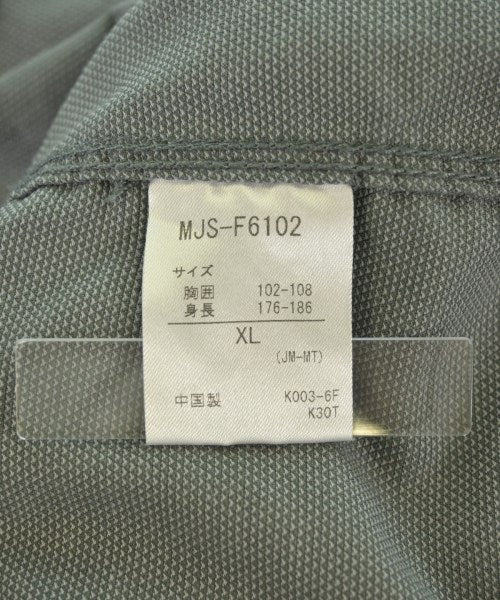 MJS-F6102
サイズ
胸囲 102-108
身長 176-186
XL
(JM-MT)
中国製 K003-6F
K30T